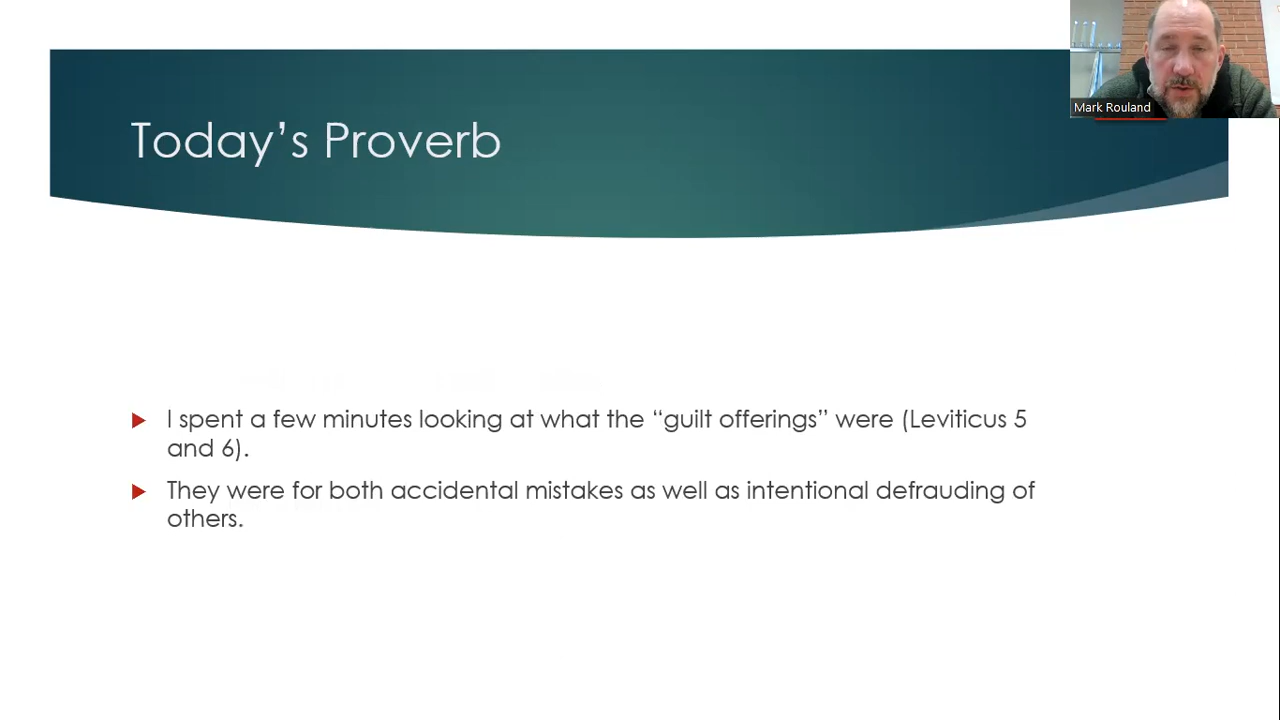 Mark Rouland
Today’s Proverb
I spent a few minutes looking at what the “guilt offerings” were (Leviticus 5
and 6).
They were for both accidental mistakes as well as intentional defrauding of
others.